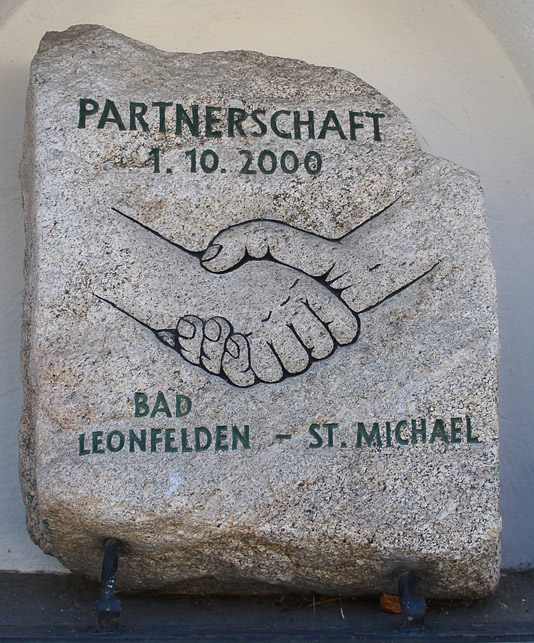 PARTNERSCHAFT
1. 10. 2000
BAD
LEONFELDEN - ST. MICHAEL